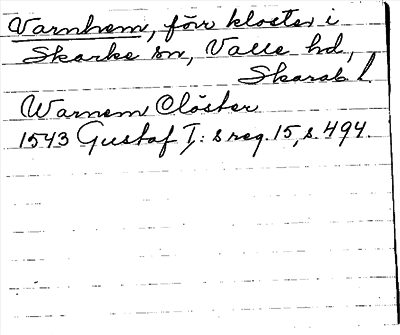 Varnhem, förr kloster i
Skarke sn, Valle hd,
Skarab l.
Warnem Clöster
1543 Gustaf I: s reg. 15, s. 494.